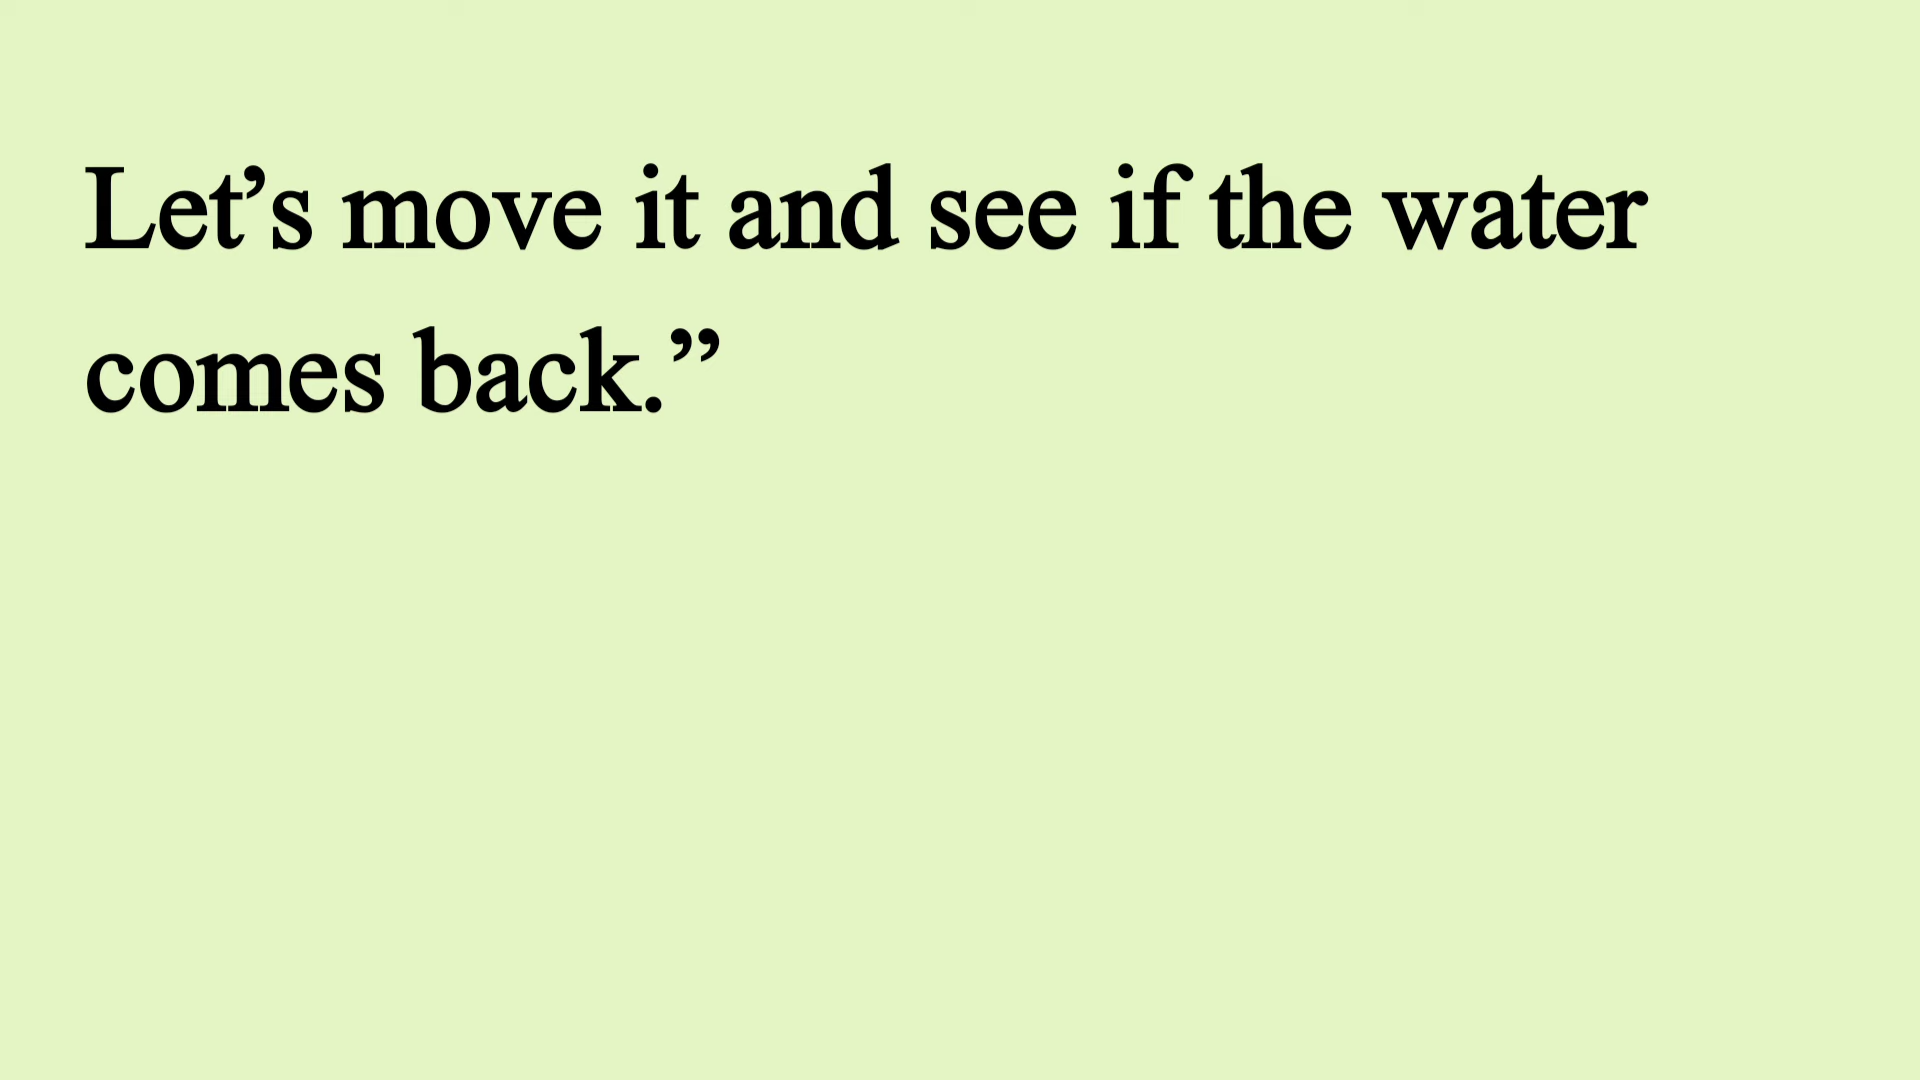 Let’s move it and see if the water
comes back.”